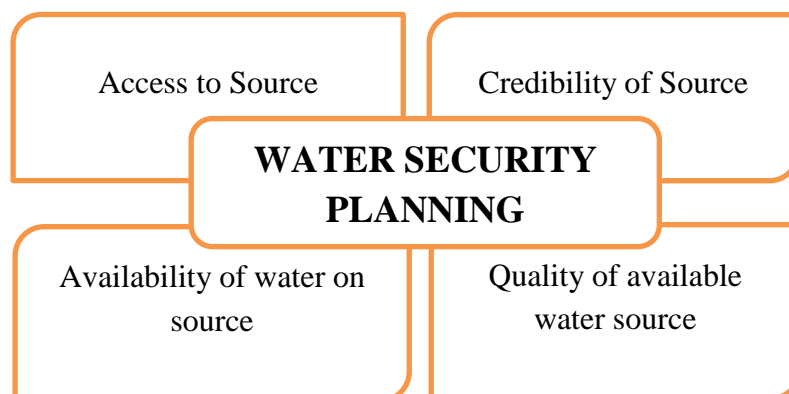 Access to Source
Credibility of Source
WATER SECURITY
PLANNING
Availability of water on
source
Quality of available
water source